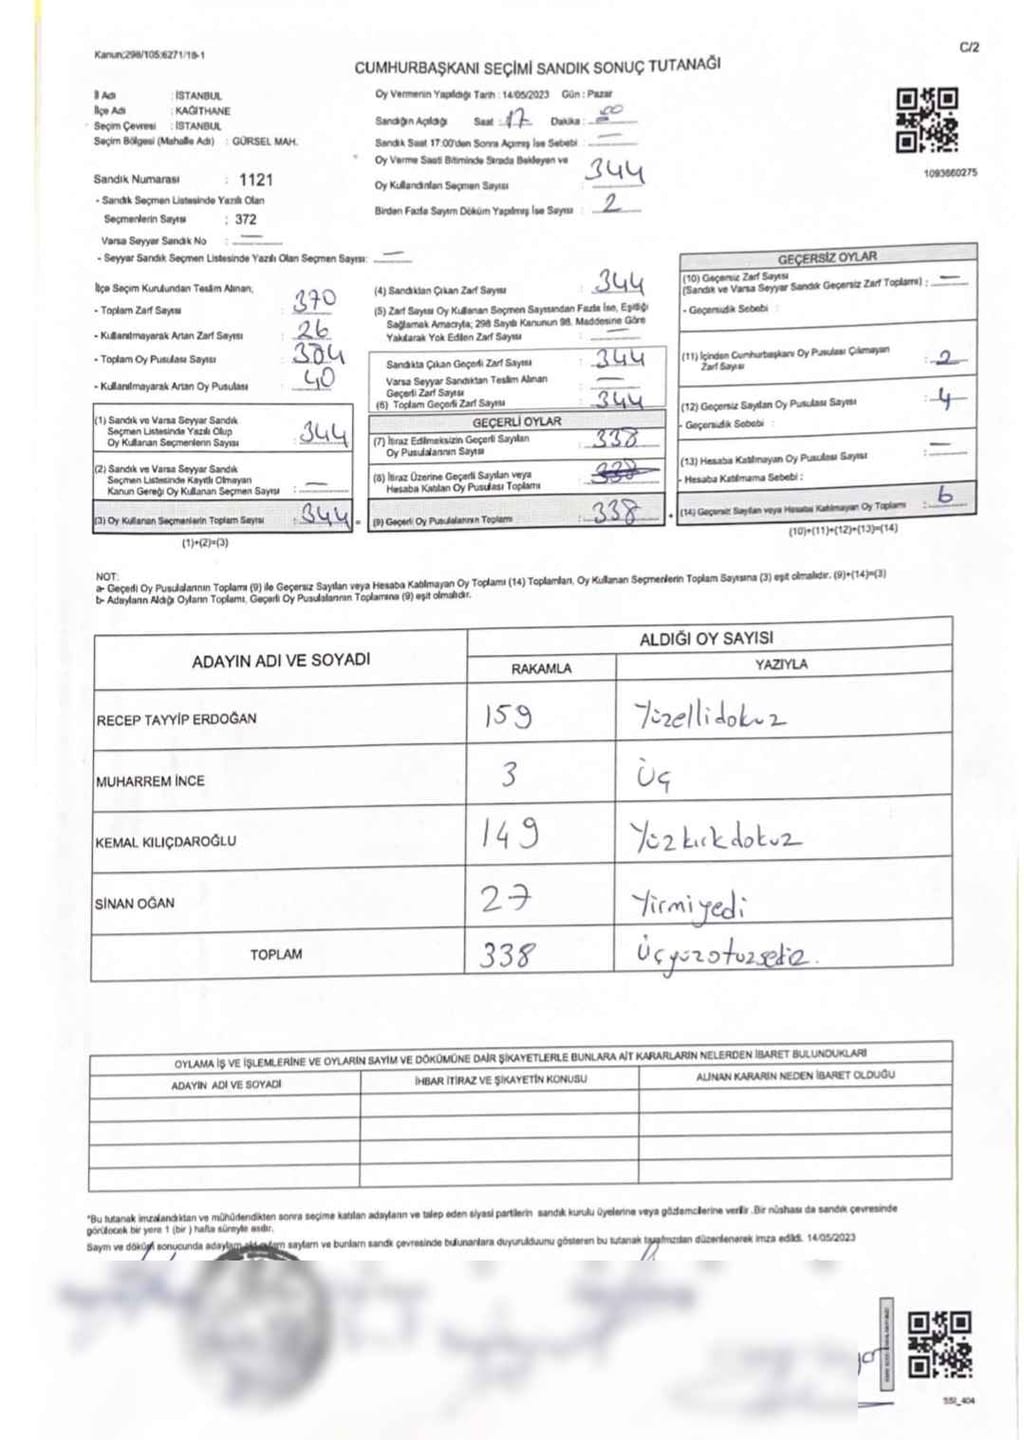 Kanun:298/105;6271/18-1
C/2
CUMHURBAŞKANI SEÇİMİ SANDIK SONUÇ TUTANAĞI
İl Adı : İSTANBUL
İlçe Adı : KAĞITHANE
Seçim Çevresi : İSTANBUL
Seçim Bölgesi (Mahalle Adı) : GÜRSEL MAH.
Sandık Numarası : 1121
- Sandık Seçmen Listesinde Yazılı Olan
Seçmenlerin Sayısı : 372
Varsa Seyyar Sandık No : —
- Seyyar Sandık Seçmen Listesinde Yazılı Olan Seçmen Sayısı: —
Oy Vermenin Yapıldığı Tarih : 14/05/2023 Gün : Pazar
Sandığın Açıldığı Saat : 17 Dakika : 00
Sandık Saat 17:00'den Sonra Açılmış İse Sebebi : —
Oy Verme Saati Bitiminde Sırada Bekleyen ve
Oy Kullandırılan Seçmen Sayısı : 344
Birden Fazla Sayım Döküm Yapılmış İse Sayısı : 2
1093660275
İlçe Seçim Kurulundan Teslim Alınan,
- Toplam Zarf Sayısı : 370
- Kullanılmayarak Artan Zarf Sayısı : 26
- Toplam Oy Pusulası Sayısı : 384
- Kullanılmayarak Artan Oy Pusulası : 40
(1) Sandık ve Varsa Seyyar Sandık
Seçmen Listesinde Yazılı Olup
Oy Kullanan Seçmenlerin Sayısı : 344
(2) Sandık ve Varsa Seyyar Sandık
Seçmen Listesinde Kayıtlı Olmayan
Kanun Gereği Oy Kullanan Seçmen Sayısı : —
(3) Oy Kullanan Seçmenlerin Toplam Sayısı : 344
(1)+(2)=(3)
(4) Sandıktan Çıkan Zarf Sayısı : 344
(5) Zarf Sayısı Oy Kullanan Seçmen Sayısından Fazla İse, Eşitliği
Sağlamak Amacıyla; 298 Sayılı Kanunun 98. Maddesine Göre
Yakılarak Yok Edilen Zarf Sayısı : —
Sandıkta Çıkan Geçerli Zarf Sayısı : 344
Varsa Seyyar Sandıktan Teslim Alınan
Geçerli Zarf Sayısı : —
(6) Toplam Geçerli Zarf Sayısı : 344
GEÇERLİ OYLAR
(7) İtiraz Edilmeksizin Geçerli Sayılan
Oy Pusulalarının Sayısı : 338
(8) İtiraz Üzerine Geçerli Sayılan veya
Hesaba Katılan Oy Pusulası Toplamı : 338
(9) Geçerli Oy Pusulalarının Toplamı : 338
GEÇERSİZ OYLAR
(10) Geçersiz Zarf Sayısı
(Sandık ve Varsa Seyyar Sandık Geçersiz Zarf Toplamı) : —
- Geçersizlik Sebebi :
(11) İçinden Cumhurbaşkanı Oy Pusulası Çıkmayan
Zarf Sayısı : 2
(12) Geçersiz Sayılan Oy Pusulası Sayısı : 4
- Geçersizlik Sebebi :
(13) Hesaba Katılmayan Oy Pusulası Sayısı : —
- Hesaba Katılmama Sebebi :
(14) Geçersiz Sayılan veya Hesaba Katılmayan Oy Toplamı : 6
(10)+(11)+(12)+(13)=(14)
NOT:
a- Geçerli Oy Pusulalarının Toplamı (9) ile Geçersiz Sayılan veya Hesaba Katılmayan Oy Toplamı (14) Toplamları, Oy Kullanan Seçmenlerin Toplam Sayısına (3) eşit olmalıdır. (9)+(14)=(3)
b- Adayların Aldığı Oyların Toplamı, Geçerli Oy Pusulalarının Toplamına (9) eşit olmalıdır.
ADAYIN ADI VE SOYADI
ALDIĞI OY SAYISI
RAKAMLA YAZIYLA
RECEP TAYYİP ERDOĞAN 159 Yüzellidokuz
MUHARREM İNCE 3 Üç
KEMAL KILIÇDAROĞLU 149 Yüzkırkdokuz
SİNAN OĞAN 27 Yirmiyedi
TOPLAM 338 Üçyüzotuzsekiz.
OYLAMA İŞ VE İŞLEMLERİNE VE OYLARIN SAYIM VE DÖKÜMÜNE DAİR ŞİKAYETLERLE BUNLARA AİT KARARLARIN NELERDEN İBARET BULUNDUKLARI
ADAYIN ADI VE SOYADI İHBAR İTİRAZ VE ŞİKAYETİN KONUSU ALINAN KARARIN NEDEN İBARET OLDUĞU
*Bu tutanak imzalandıktan ve mühürlendikten sonra seçime katılan adayların ve talep eden siyasi partilerin sandık kurulu üyelerine veya gözlemcilerine verilir .Bir nüshası da sandık çevresinde
görülecek bir yere 1 (bir ) hafta süreyle asılır.
Sayım ve döküm sonucunda adayların sayların ve bunların sandık çevresinde bulunanlara duyurulduunu gösteren bu tutanak tarafımızdan düzenlenerek imza edildi. 14/05/2023
SSI_404